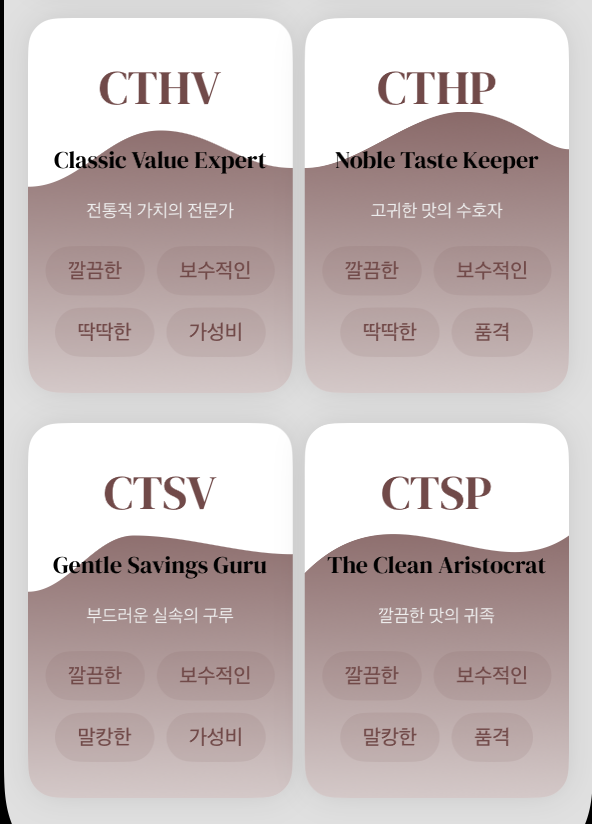 CTHV
Classic Value Expert
전통적 가치의 전문가
깔끔한 보수적인
딱딱한 가성비
CTHP
Noble Taste Keeper
고귀한 맛의 수호자
깔끔한 보수적인
딱딱한 품격
CTSV
Gentle Savings Guru
부드러운 실속의 구루
깔끔한 보수적인
말캉한 가성비
CTSP
The Clean Aristocrat
깔끔한 맛의 귀족
깔끔한 보수적인
말캉한 품격